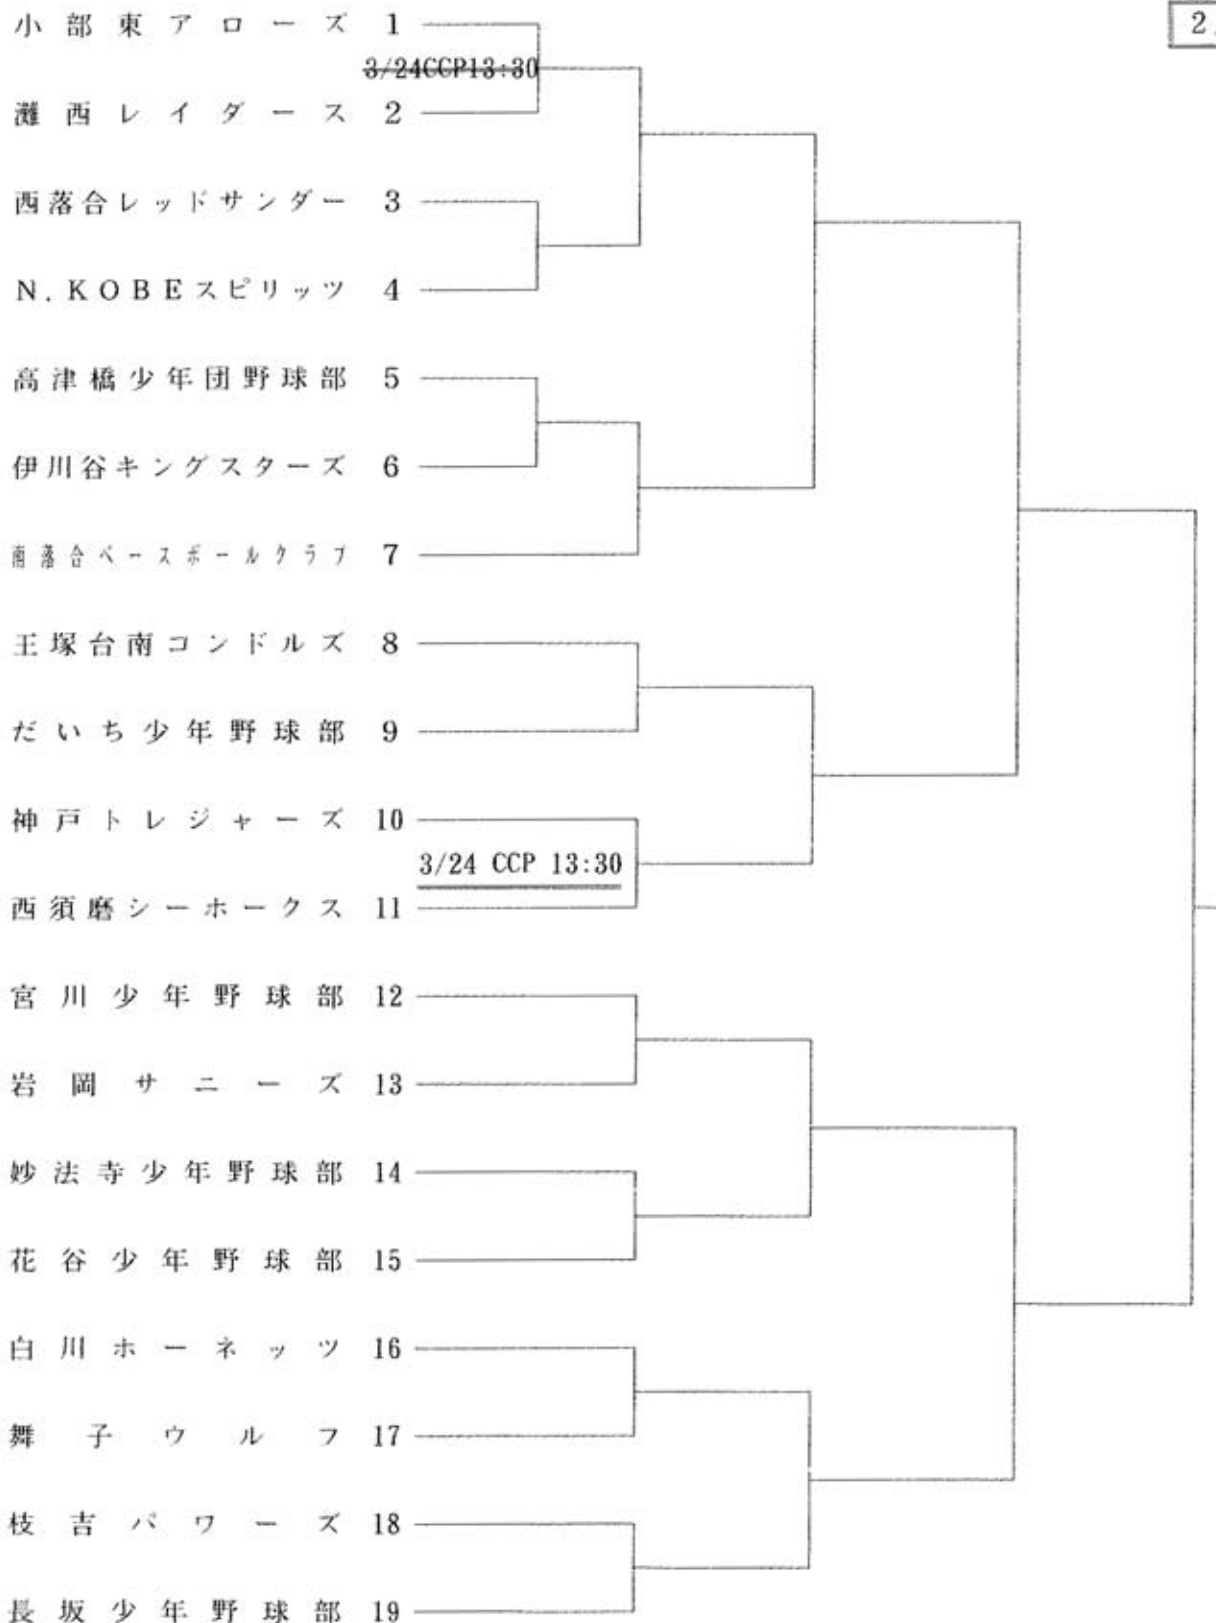 小部東アローズ 1
2
3/24CCP13:30
灘西レイダース 2
西落合レッドサンダー 3
N.KOBEスピリッツ 4
高津橋少年団野球部 5
伊川谷キングスターズ 6
南落合ベースボールクラブ 7
王塚台南コンドルズ 8
だいち少年野球部 9
神戸トレジャーズ 10
3/24 CCP 13:30
西須磨シーホークス 11
宮川少年野球部 12
岩岡サニーズ 13
妙法寺少年野球部 14
花谷少年野球部 15
白川ホーネッツ 16
舞子ウルフ 17
枝吉パワーズ 18
長坂少年野球部 19